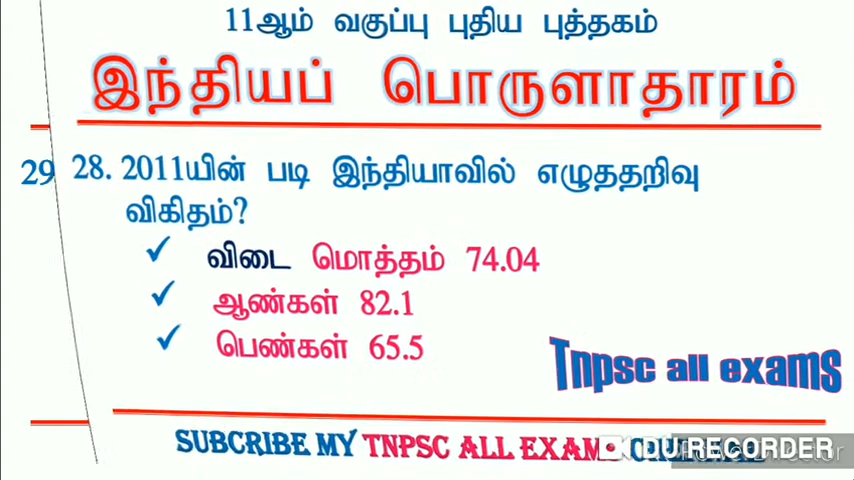 11ஆம் வகுப்பு புதிய புத்தகம்
இந்தியப் பொருளாதாரம்
29
28. 2011யின் படி இந்தியாவில் எழுததறிவு
விகிதம்?
✓ விடை மொத்தம் 74.04
✓ ஆண்கள் 82.1
✓ பெண்கள் 65.5
Tnpsc all exams
SUBCRIBE MY TNPSC ALL EXAMS
DU RECORDER